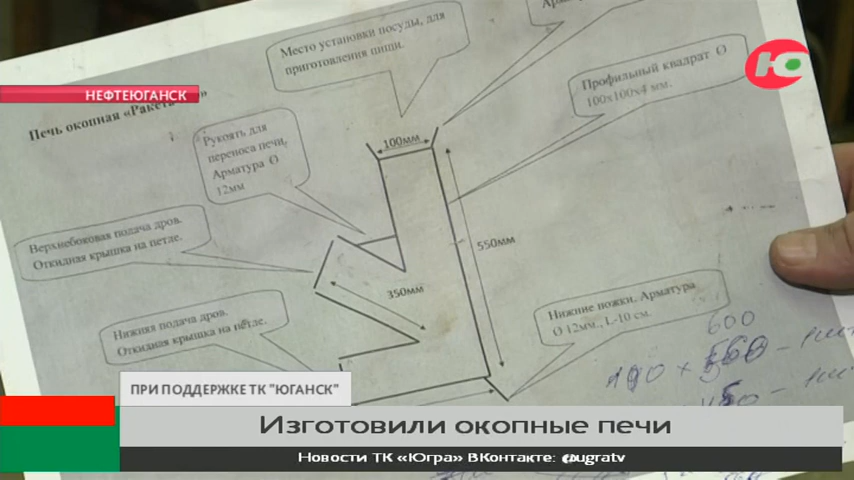 Место установки посуды, для
приготовления пищи.
Ю
Профильный квадрат Ø
100х100х4 мм.
НЕФТЕЮГАНСК
Печь окопная
Рукоять для
переноса печи,
Арматура Ø
12мм
100мм
Верхнебоковая подача дров.
Откидная крышка на петле.
550мм
350мм
Нижняя подача дров.
Откидная крышка на петле.
Нижние ножки. Арматура
Ø 12мм., L-10 см.
600
ПРИ ПОДДЕРЖКЕ ТК "ЮГАНСК"
Изготовили окопные печи
Новости ТК «Югра» ВКонтакте: @ugratv